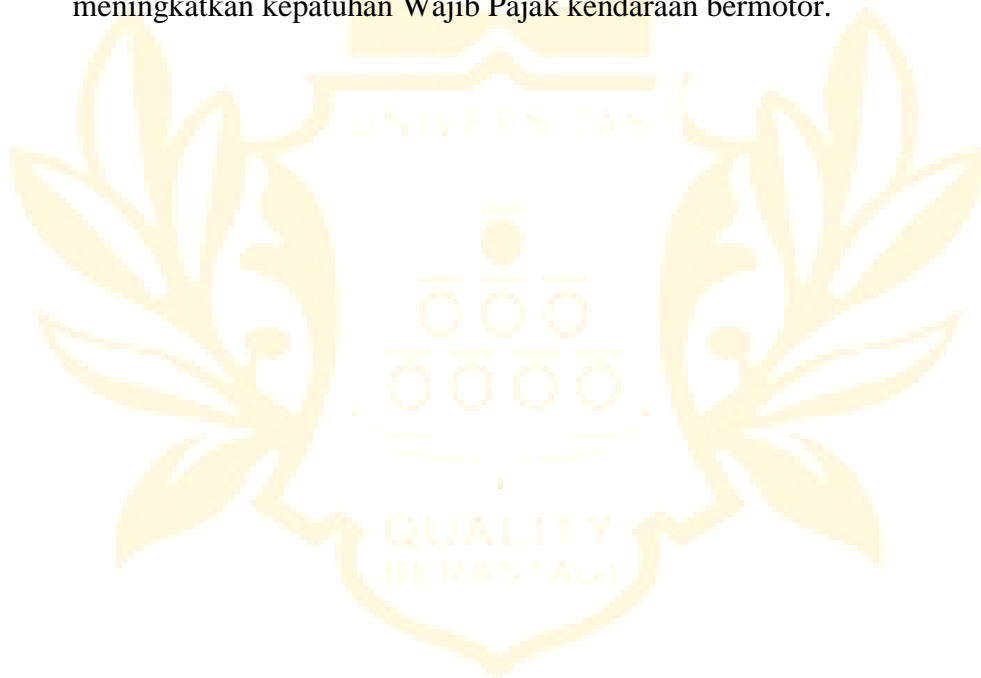 meningkatkan kepatuhan Wajib Pajak kendaraan bermotor.
UNIVERSITAS
QUALITY
BERASTAGI